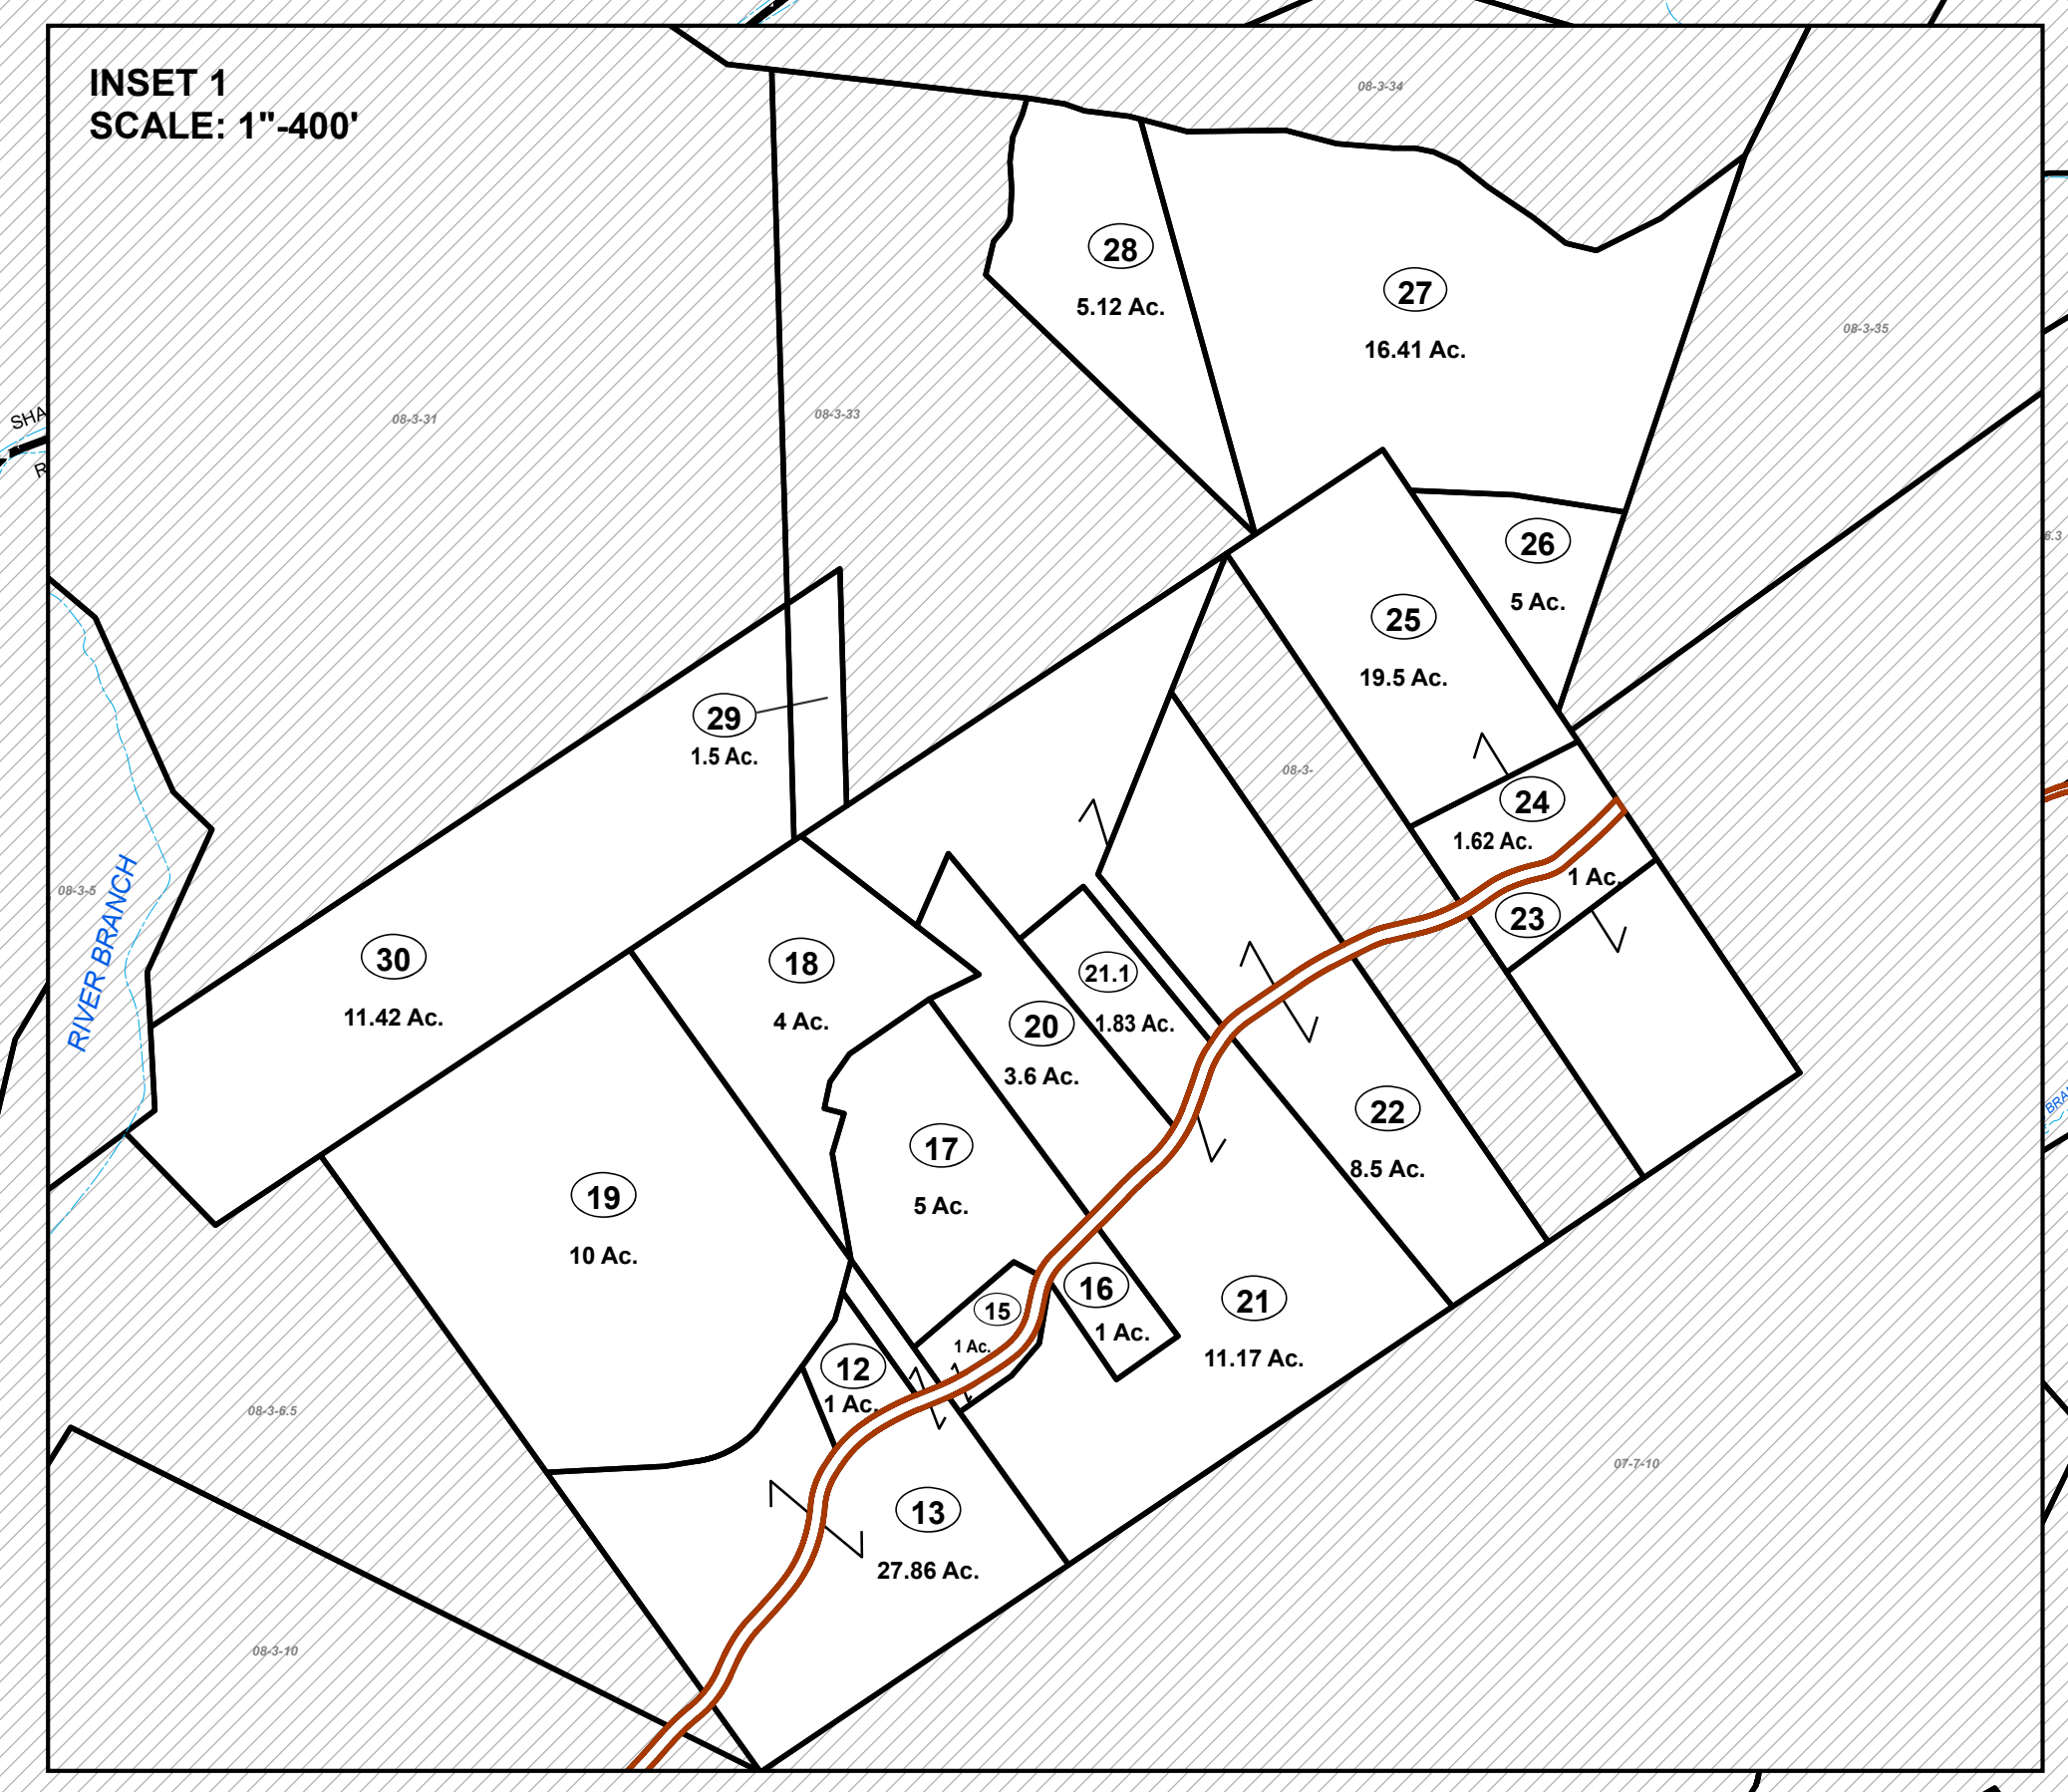 INSET 1
SCALE: 1"-400'
08-3-34
28
5.12 Ac.
27
16.41 Ac.
08-3-35
08-3-31
08-3-33
SHA
R
26
5 Ac.
6.3
25
19.5 Ac.
29
1.5 Ac.
08-3-
24
1.62 Ac.
1 Ac.
23
08-3-5
RIVER BRANCH
30
11.42 Ac.
18
4 Ac.
21.1
1.83 Ac.
20
3.6 Ac.
22
8.5 Ac.
BRA
17
5 Ac.
19
10 Ac.
16
1 Ac.
15
1 Ac.
21
11.17 Ac.
12
1 Ac.
08-3-6.5
07-7-10
13
27.86 Ac.
08-3-10